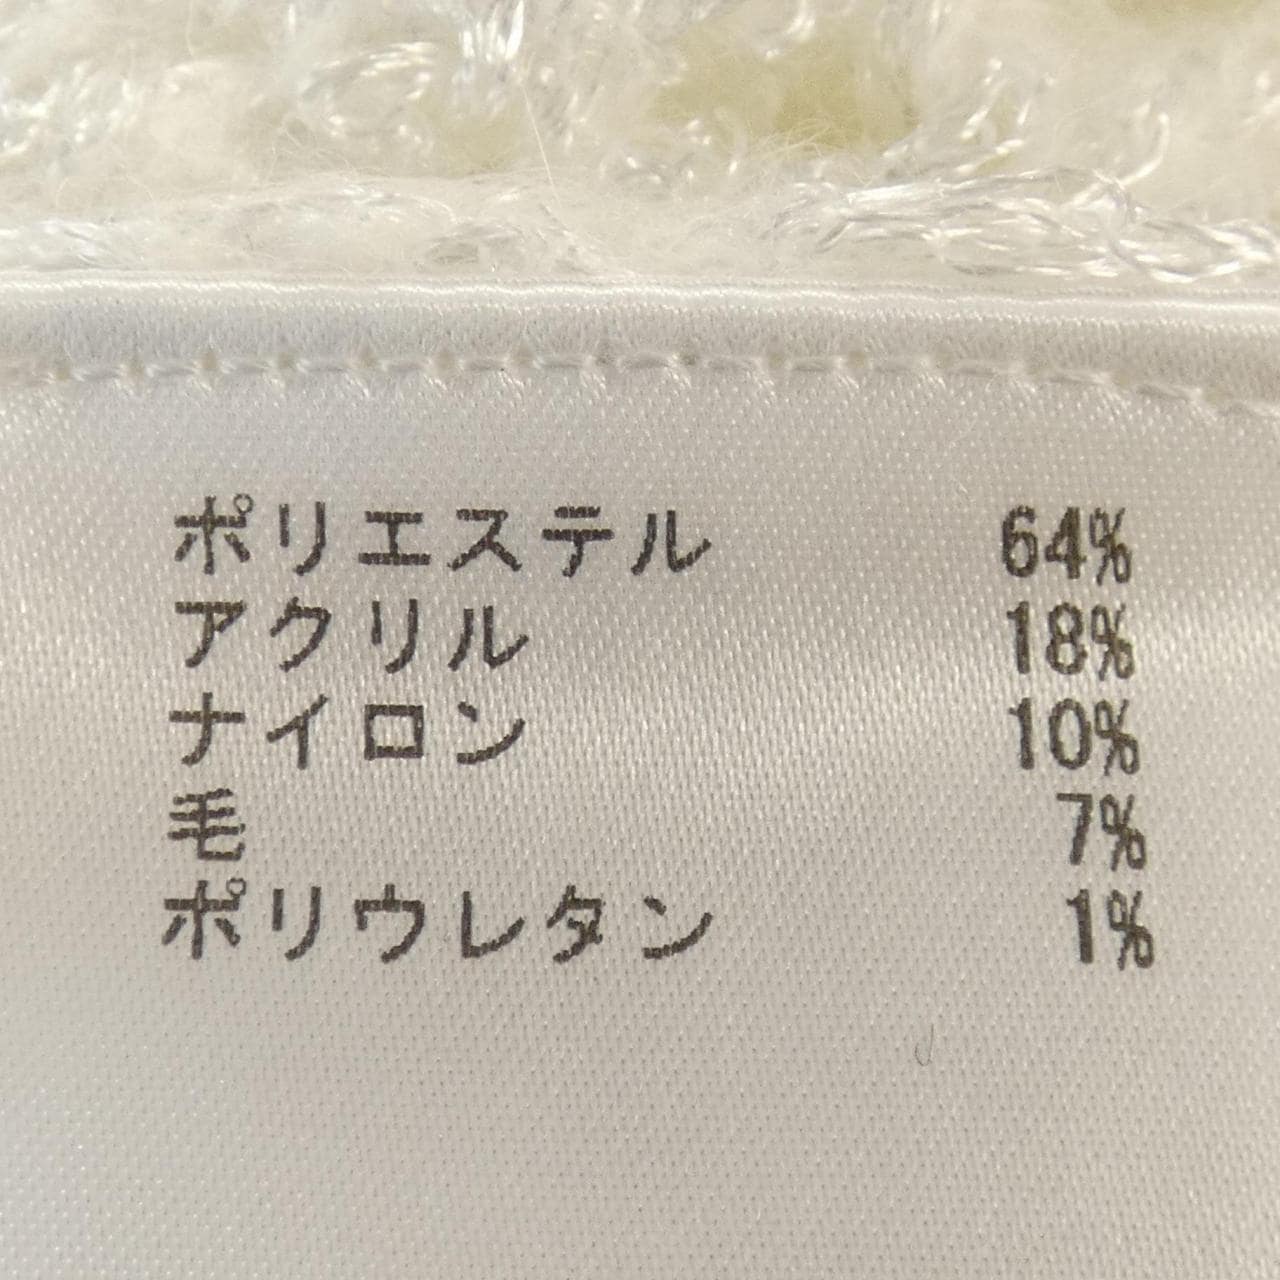 ポリエステル 64%
アクリル 18%
ナイロン 10%
毛 7%
ポリウレタン 1%